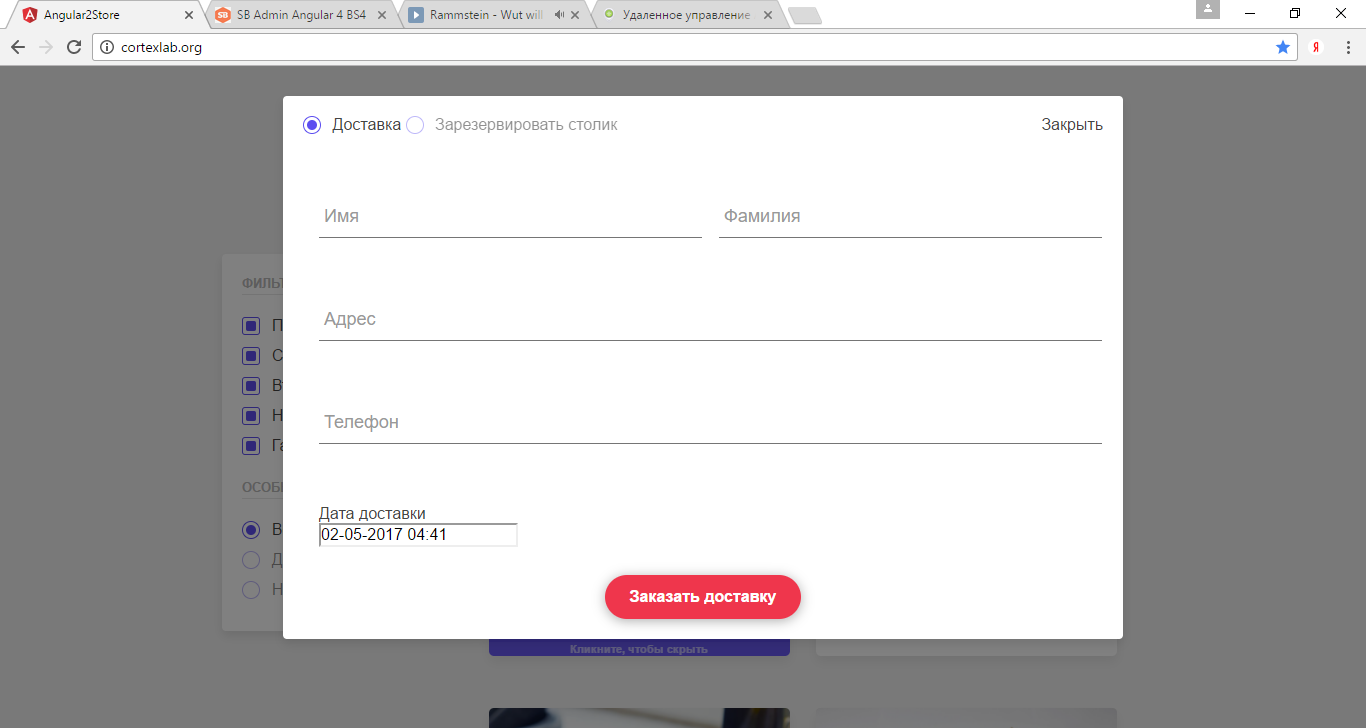 Angular2Store
SB Admin Angular 4 BS4
Rammstein - Wut will
Удаленное управление
cortexlab.org
Доставка Зарезервировать столик Закрыть
Имя Фамилия
Адрес
Телефон
Дата доставки
02-05-2017 04:41
Заказать доставку
Кликните, чтобы скрыть